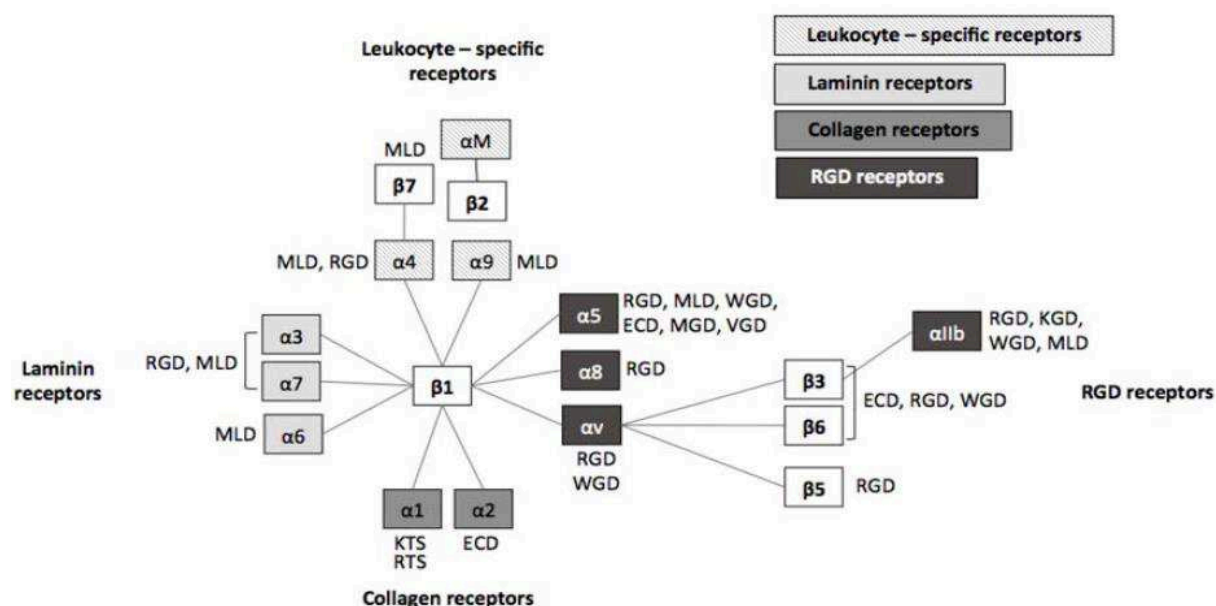 Leukocyte – specific
receptors
Leukocyte – specific receptors
Laminin receptors
Collagen receptors
RGD receptors
αM
MLD
β7
β2
MLD, RGD
α4
α9
MLD
α5
RGD, MLD, WGD,
ECD, MGD, VGD
αIIb
RGD, KGD,
WGD, MLD
α3
RGD, MLD
α7
Laminin
receptors
β1
α8
RGD
β3
ECD, RGD, WGD
RGD receptors
MLD
α6
αv
β6
RGD
WGD
β5
RGD
α1
α2
KTS
RTS
ECD
Collagen receptors